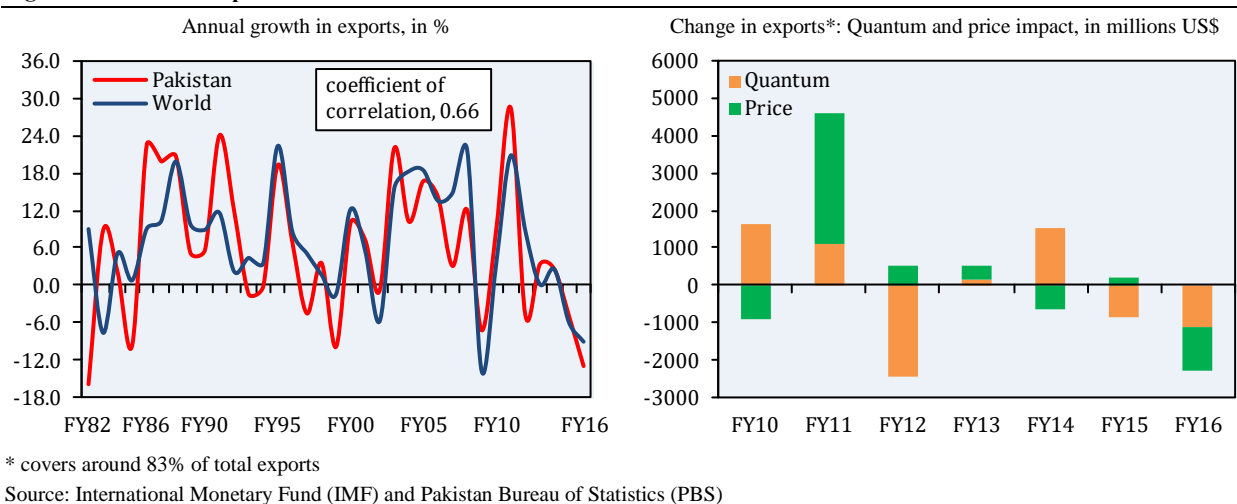 Annual growth in exports, in %
36.0
30.0
24.0
18.0
12.0
6.0
0.0
-6.0
-12.0
-18.0
Pakistan
World
coefficient of
correlation, 0.66
FY82 FY86 FY90 FY95 FY00 FY05 FY10 FY16
Change in exports*: Quantum and price impact, in millions US$
6000
5000
4000
3000
2000
1000
0
-1000
-2000
-3000
Quantum
Price
FY10 FY11 FY12 FY13 FY14 FY15 FY16
* covers around 83% of total exports
Source: International Monetary Fund (IMF) and Pakistan Bureau of Statistics (PBS)